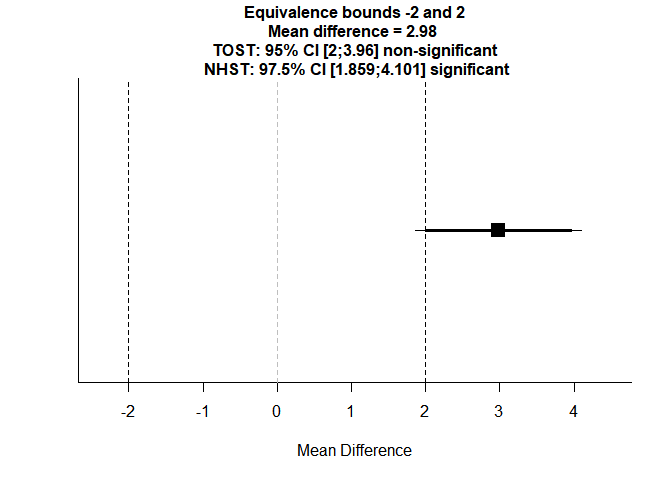 Equivalence bounds -2 and 2
Mean difference = 2.98
TOST: 95% CI [2;3.96] non-significant
NHST: 97.5% CI [1.859;4.101] significant
-2 -1 0 1 2 3 4
Mean Difference